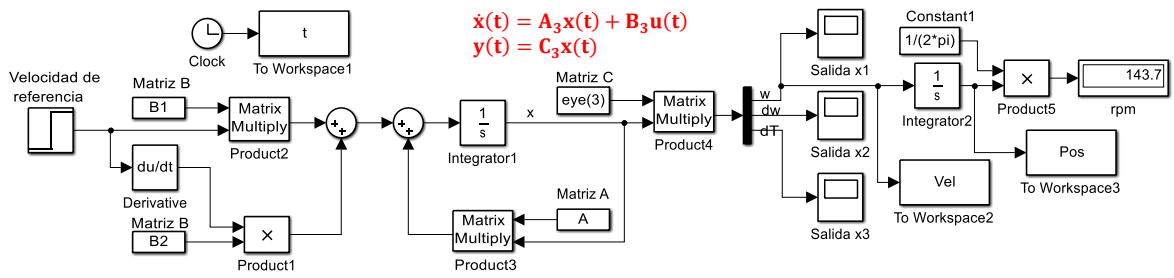 ẋ(t) = A₃x(t) + B₃u(t)
y(t) = C₃x(t)
Clock
t
To Workspace1
Velocidad de
referencia
Matriz B
B1
Matrix
Multiply
Product2
du/dt
Derivative
Matriz B
B2
×
Product1
+
+
+
+
1
s
Integrator1
x
Matriz C
eye(3)
Matrix
Multiply
Product4
Matriz A
A
Matrix
Multiply
Product3
w
dw
dT
Salida x1
Salida x2
Salida x3
Constant1
1/(2*pi)
1
s
Integrator2
×
Product5
143.7
rpm
Pos
To Workspace3
Vel
To Workspace2